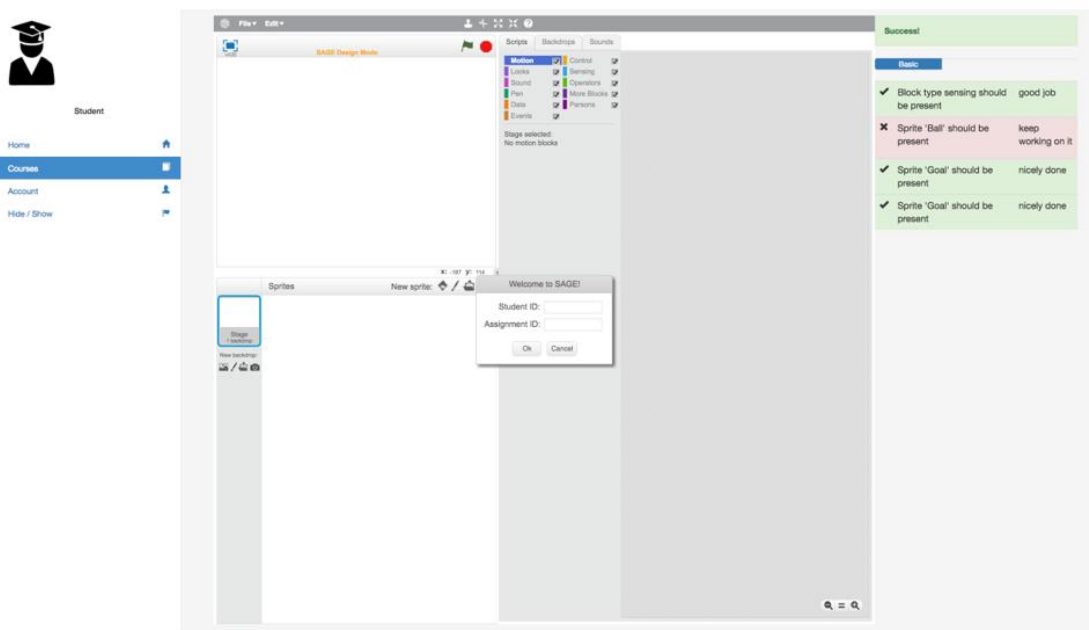 Student
Home
Courses
Account
Hide / Show
File Edit
SAGE Design Mode
Scripts Backdrops Sounds
Motion Control
Looks Sensing
Sound Operators
Pen More Blocks
Data Parsons
Events
Stage selected:
No motion blocks
Sprites New sprite:
Stage
1 backdrop
New backdrop:
Welcome to SAGE!
Student ID:
Assignment ID:
Ok Cancel
Success!
Basic
Block type sensing should good job
be present
Sprite 'Ball' should be keep
present working on it
Sprite 'Goal' should be nicely done
present
Sprite 'Goal' should be nicely done
present